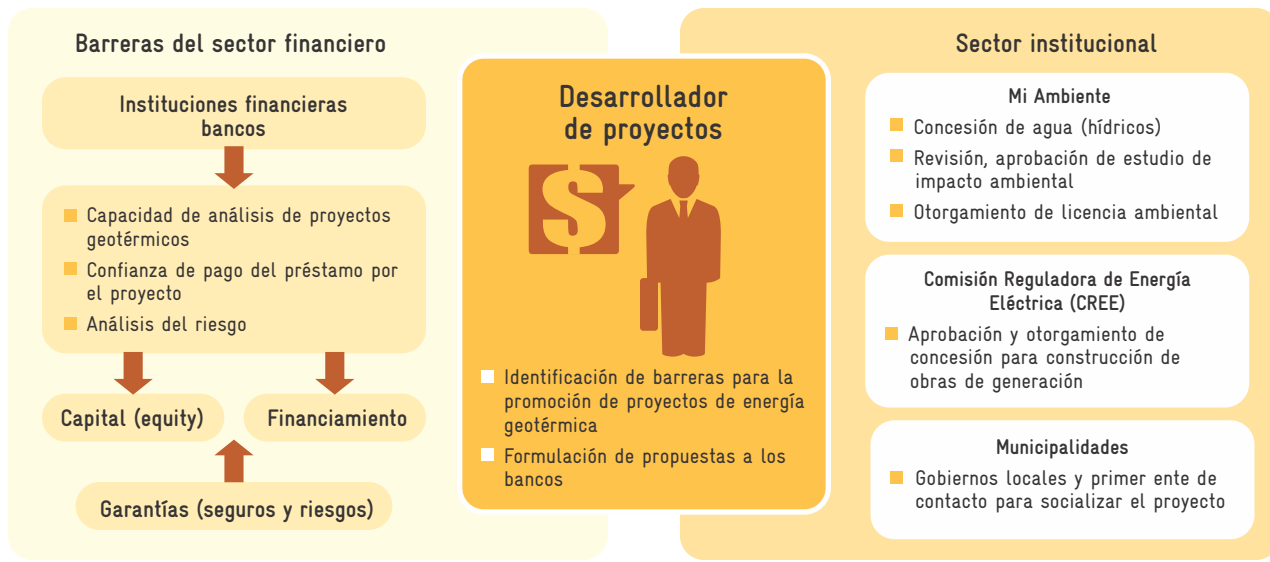 Barreras del sector financiero
Instituciones financieras
bancos
Capacidad de análisis de proyectos
geotérmicos
Confianza de pago del préstamo por
el proyecto
Análisis del riesgo
Capital (equity)
Financiamiento
Garantías (seguros y riesgos)
Desarrollador
de proyectos
$
Identificación de barreras para la
promoción de proyectos de energía
geotérmica
Formulación de propuestas a los
bancos
Sector institucional
Mi Ambiente
Concesión de agua (hídricos)
Revisión, aprobación de estudio de
impacto ambiental
Otorgamiento de licencia ambiental
Comisión Reguladora de Energía
Eléctrica (CREE)
Aprobación y otorgamiento de
concesión para construcción de
obras de generación
Municipalidades
Gobiernos locales y primer ente de
contacto para socializar el proyecto